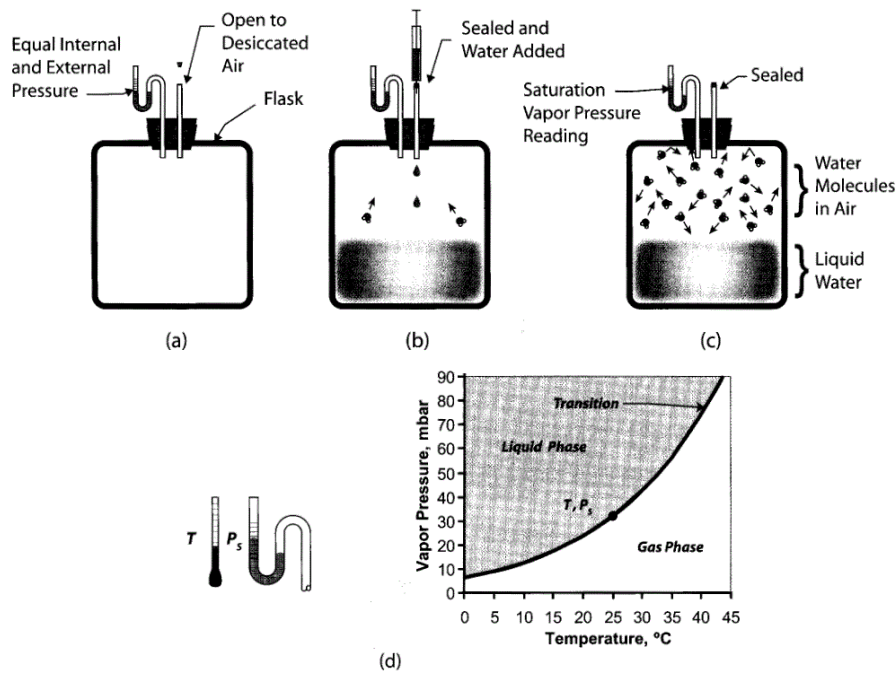 Equal Internal
and External
Pressure
Open to
Desiccated
Air
Flask
(a)
Sealed and
Water Added
(b)
Saturation
Vapor Pressure
Reading
Sealed
Water
Molecules
in Air
Liquid
Water
(c)
T
Ps
Vapor Pressure, mbar
90
80
70
60
50
40
30
20
10
0
Transition
Liquid Phase
T, Ps
Gas Phase
0 5 10 15 20 25 30 35 40 45
Temperature, °C
(d)